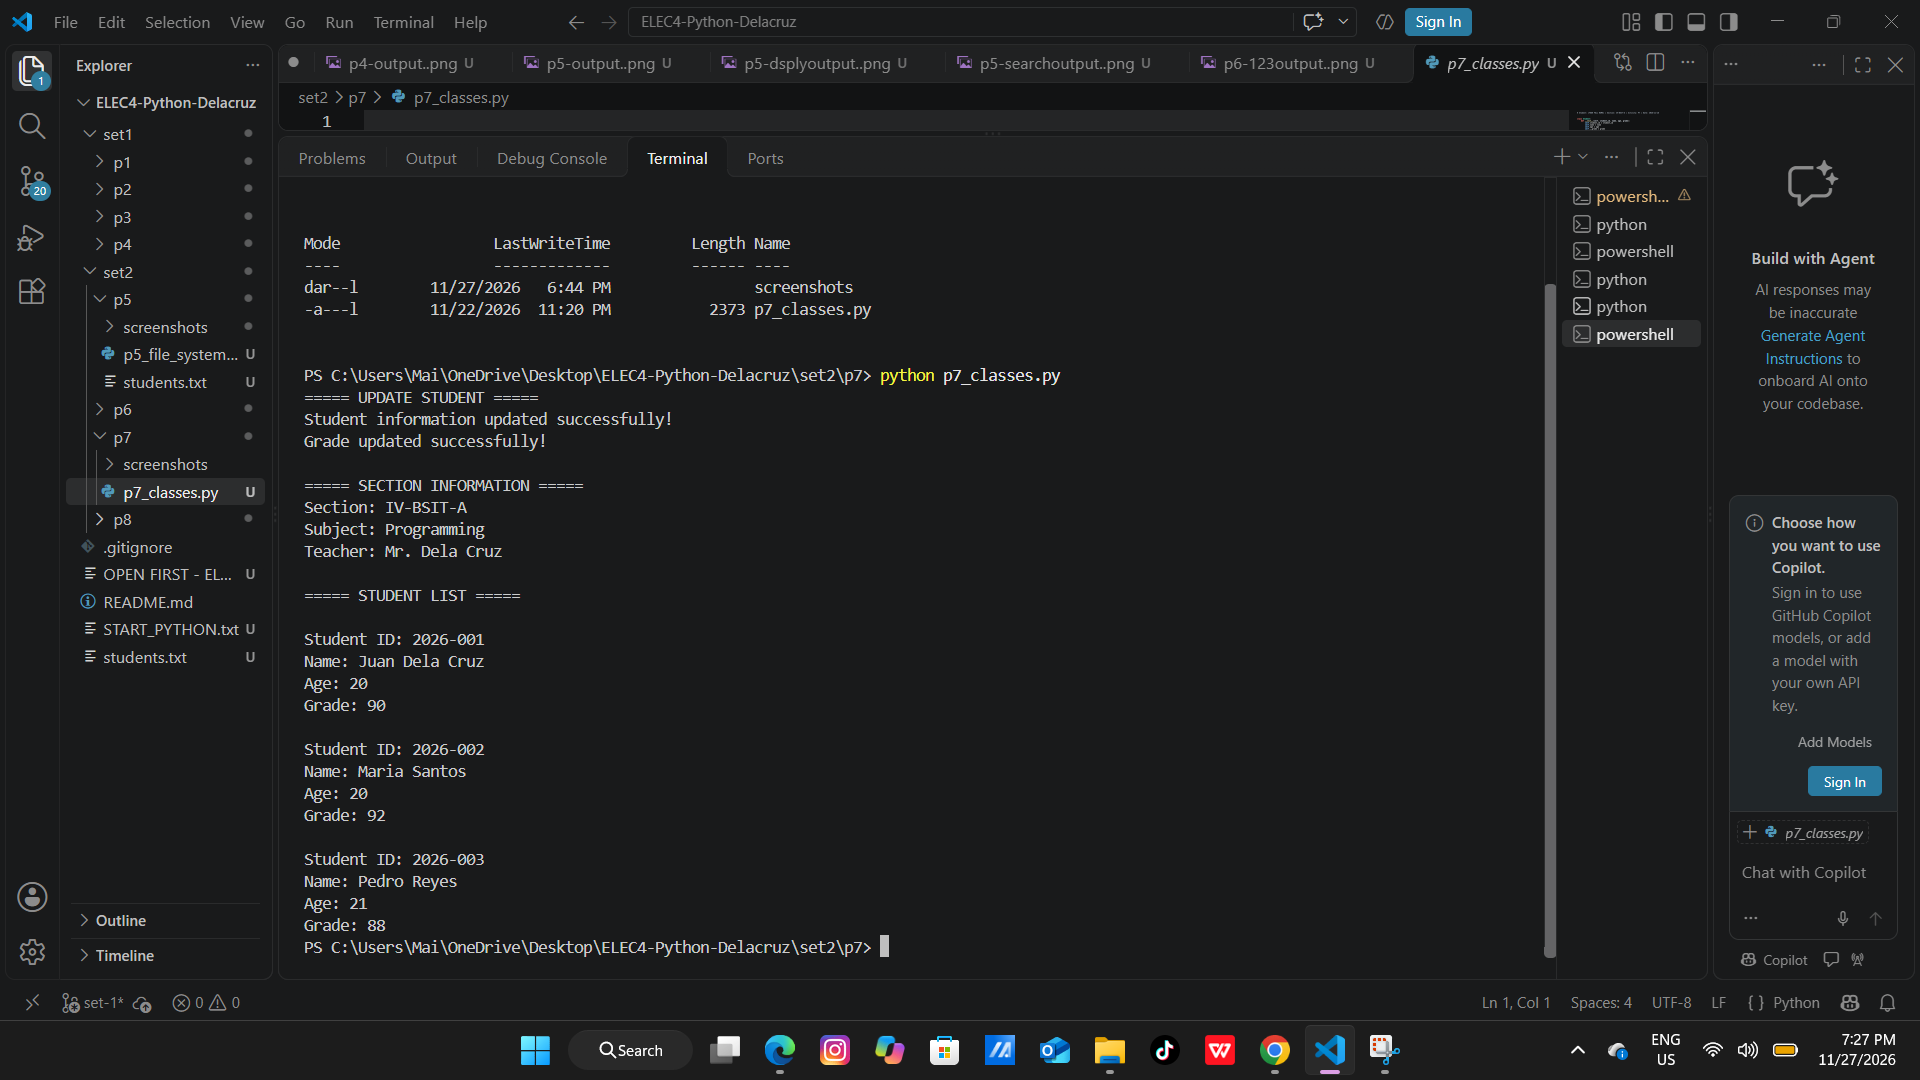 File Edit Selection View Go Run Terminal Help
ELEC4-Python-Delacruz
Sign In
Explorer
ELEC4-Python-Delacruz
set1
p1
p2
p3
p4
set2
p5
screenshots
p5_file_system... U
students.txt U
p6
p7
screenshots
p7_classes.py U
p8
.gitignore
OPEN FIRST - EL... U
README.md
START_PYTHON.txt U
students.txt U
Outline
Timeline
1
20
p4-output..png U
p5-output..png U
p5-dsplyoutput..png U
p5-searchoutput..png U
p6-123output..png U
p7_classes.py U
set2 > p7 > p7_classes.py
1
Problems Output Debug Console Terminal Ports
Mode LastWriteTime Length Name
---- ------------- ------ ----
dar--l 11/27/2026 6:44 PM screenshots
-a---l 11/22/2026 11:20 PM 2373 p7_classes.py
PS C:\Users\Mai\OneDrive\Desktop\ELEC4-Python-Delacruz\set2\p7> python p7_classes.py
===== UPDATE STUDENT =====
Student information updated successfully!
Grade updated successfully!
===== SECTION INFORMATION =====
Section: IV-BSIT-A
Subject: Programming
Teacher: Mr. Dela Cruz
===== STUDENT LIST =====
Student ID: 2026-001
Name: Juan Dela Cruz
Age: 20
Grade: 90
Student ID: 2026-002
Name: Maria Santos
Age: 20
Grade: 92
Student ID: 2026-003
Name: Pedro Reyes
Age: 21
Grade: 88
PS C:\Users\Mai\OneDrive\Desktop\ELEC4-Python-Delacruz\set2\p7>
powersh...
python
powershell
python
python
powershell
Build with Agent
AI responses may
be inaccurate
Generate Agent
Instructions to
onboard AI onto
your codebase.
Choose how
you want to use
Copilot.
Sign in to use
GitHub Copilot
models, or add
a model with
your own API
key.
Add Models
Sign In
p7_classes.py
Chat with Copilot
Copilot
set-1* 0 0
Ln 1, Col 1 Spaces: 4 UTF-8 LF { } Python
Search
ENG
US
7:27 PM
11/27/2026